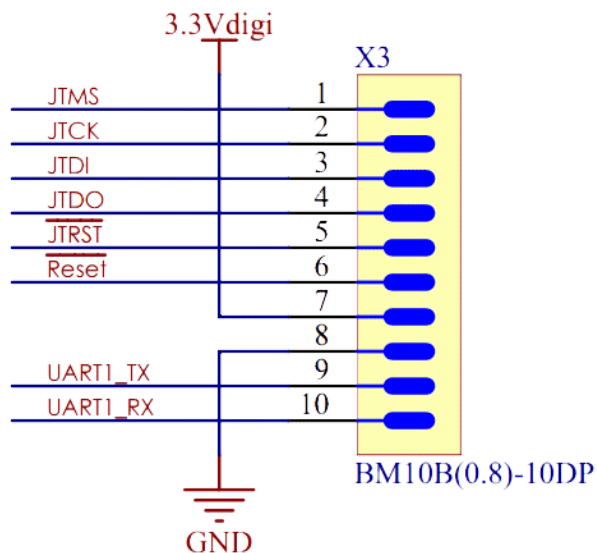 3.3Vdigi
X3
JTMS 1
JTCK 2
JTDI 3
JTDO 4
JTRST 5
Reset 6
7
8
UART1_TX 9
UART1_RX 10
BM10B(0.8)-10DP
GND